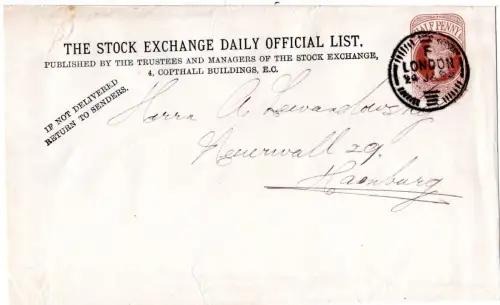 THE STOCK EXCHANGE DAILY OFFICIAL LIST.
PUBLISHED BY THE TRUSTEES AND MANAGERS OF THE STOCK EXCHANGE,
4, COPTHALL BUILDINGS, E.C.
IF NOT DELIVERED
RETURN TO SENDERS.
HALF PENNY
F
LONDON
Herrn A. Lewandowsky
Neuerwall 29.
Hamburg